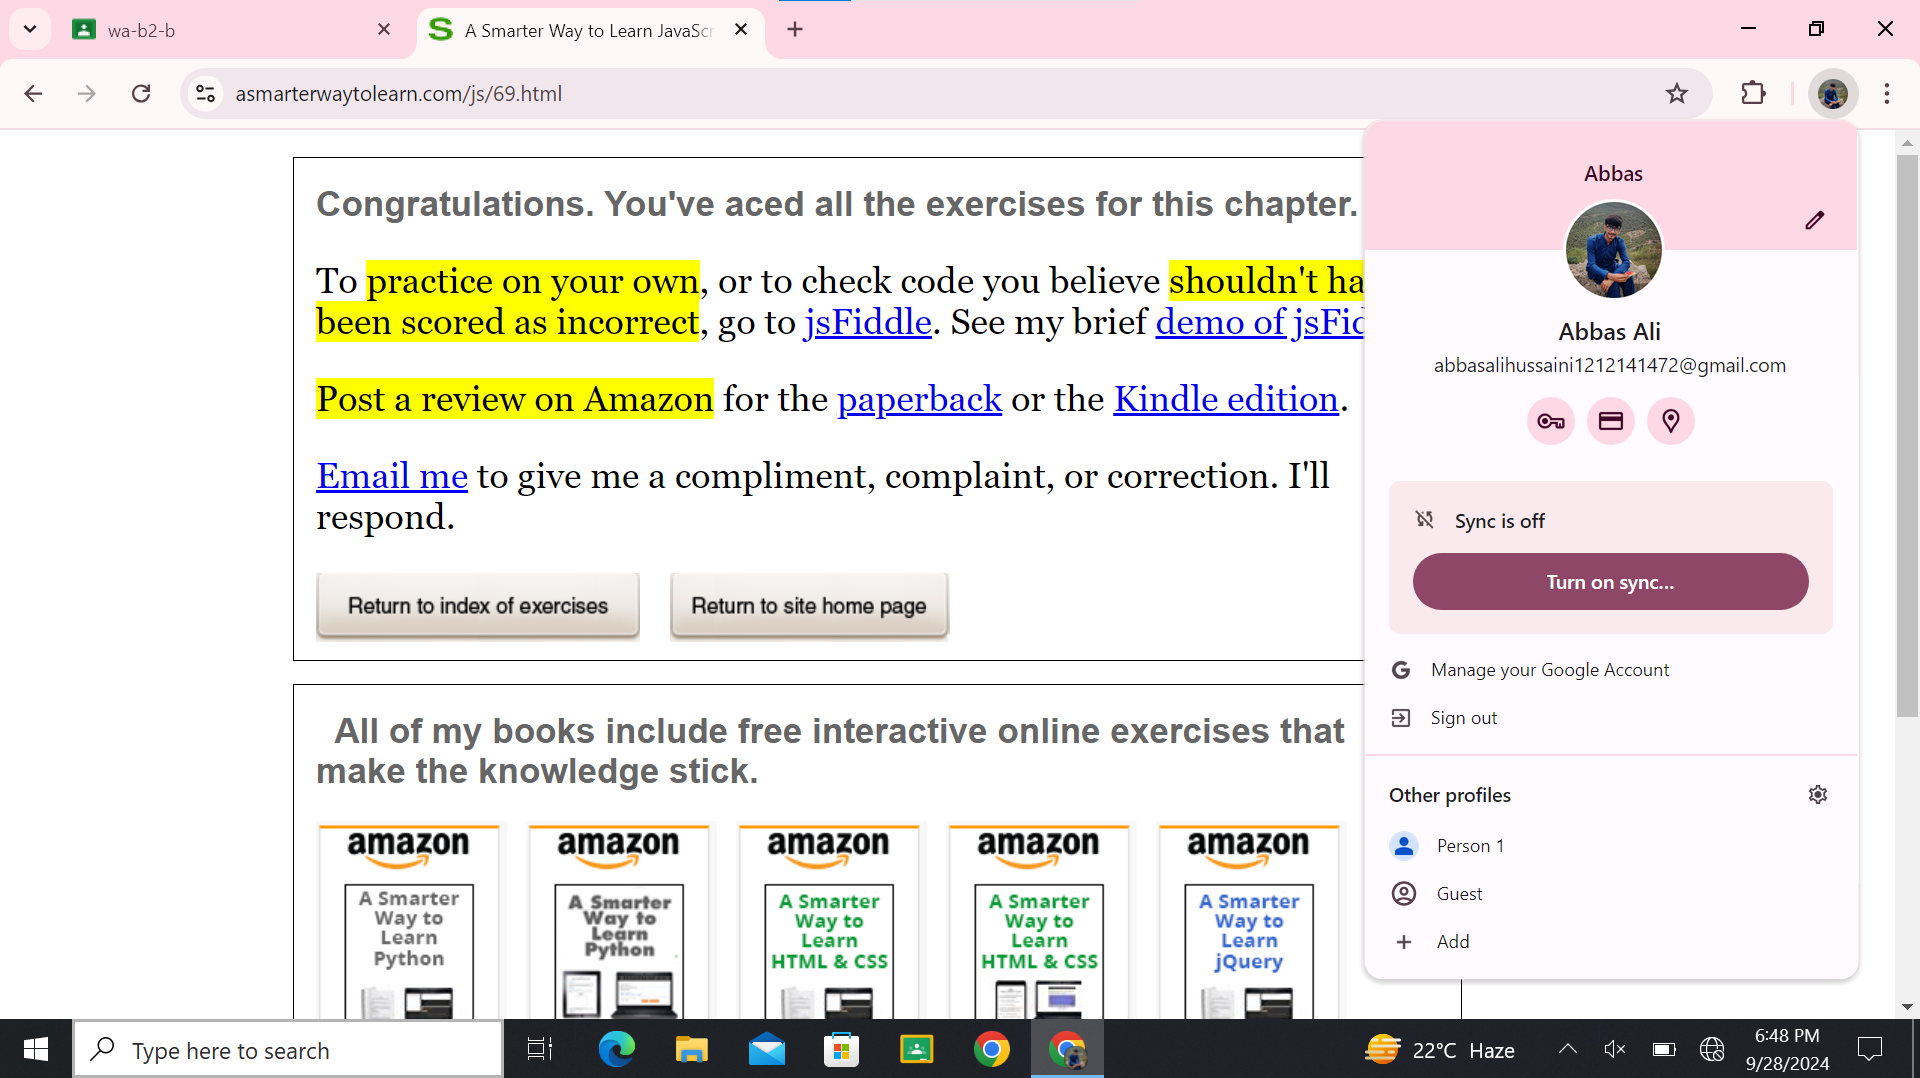 wa-b2-b
A Smarter Way to Learn JavaScr
asmarterwaytolearn.com/js/69.html
Congratulations. You've aced all the exercises for this chapter.
To practice on your own, or to check code you believe shouldn't ha
been scored as incorrect, go to jsFiddle. See my brief demo of jsFid
Post a review on Amazon for the paperback or the Kindle edition.
Email me to give me a compliment, complaint, or correction. I'll
respond.
Return to index of exercises
Return to site home page
All of my books include free interactive online exercises that
make the knowledge stick.
amazon
A Smarter
Way to
Learn
Python
amazon
A Smarter
Way to
Learn
Python
amazon
A Smarter
Way to
Learn
HTML & CSS
amazon
A Smarter
Way to
Learn
HTML & CSS
amazon
A Smarter
Way to
Learn
jQuery
Abbas
Abbas Ali
abbasalihussaini1212141472@gmail.com
Sync is off
Turn on sync...
Manage your Google Account
Sign out
Other profiles
Person 1
Guest
Add
Type here to search
22°C Haze
6:48 PM
9/28/2024